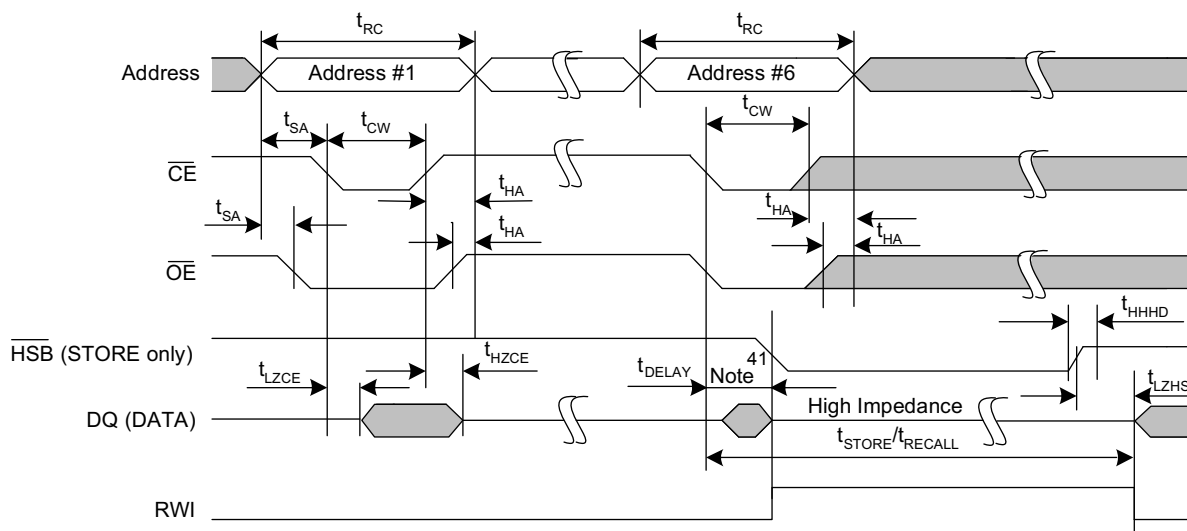 tRC tRC
Address Address #1 Address #6
tSA tCW tCW
CE
tHA
tSA tHA tHA
tHA
OE
tHHHD
HSB (STORE only)
tLZCE tHZCE tDELAY Note 41 tLZHS
DQ (DATA) High Impedance
tSTORE/tRECALL
RWI